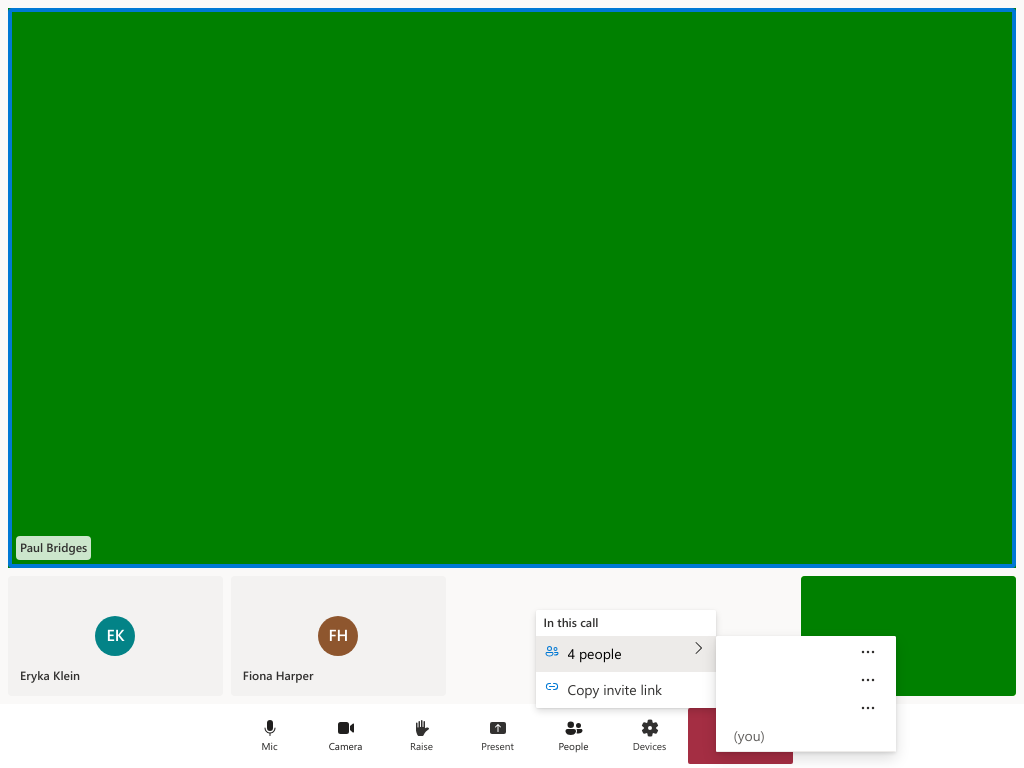 Paul Bridges
EK
Eryka Klein
FH
Fiona Harper
In this call
4 people
Copy invite link
...
...
...
(you)
Mic
Camera
Raise
Present
People
Devices